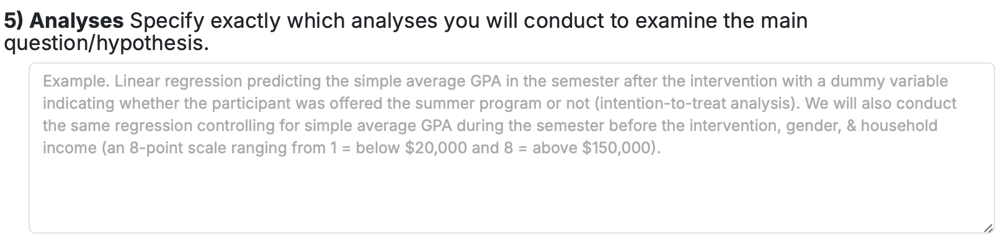 5) Analyses Specify exactly which analyses you will conduct to examine the main
question/hypothesis.
Example. Linear regression predicting the simple average GPA in the semester after the intervention with a dummy variable
indicating whether the participant was offered the summer program or not (intention-to-treat analysis). We will also conduct
the same regression controlling for simple average GPA during the semester before the intervention, gender, & household
income (an 8-point scale ranging from 1 = below $20,000 and 8 = above $150,000).